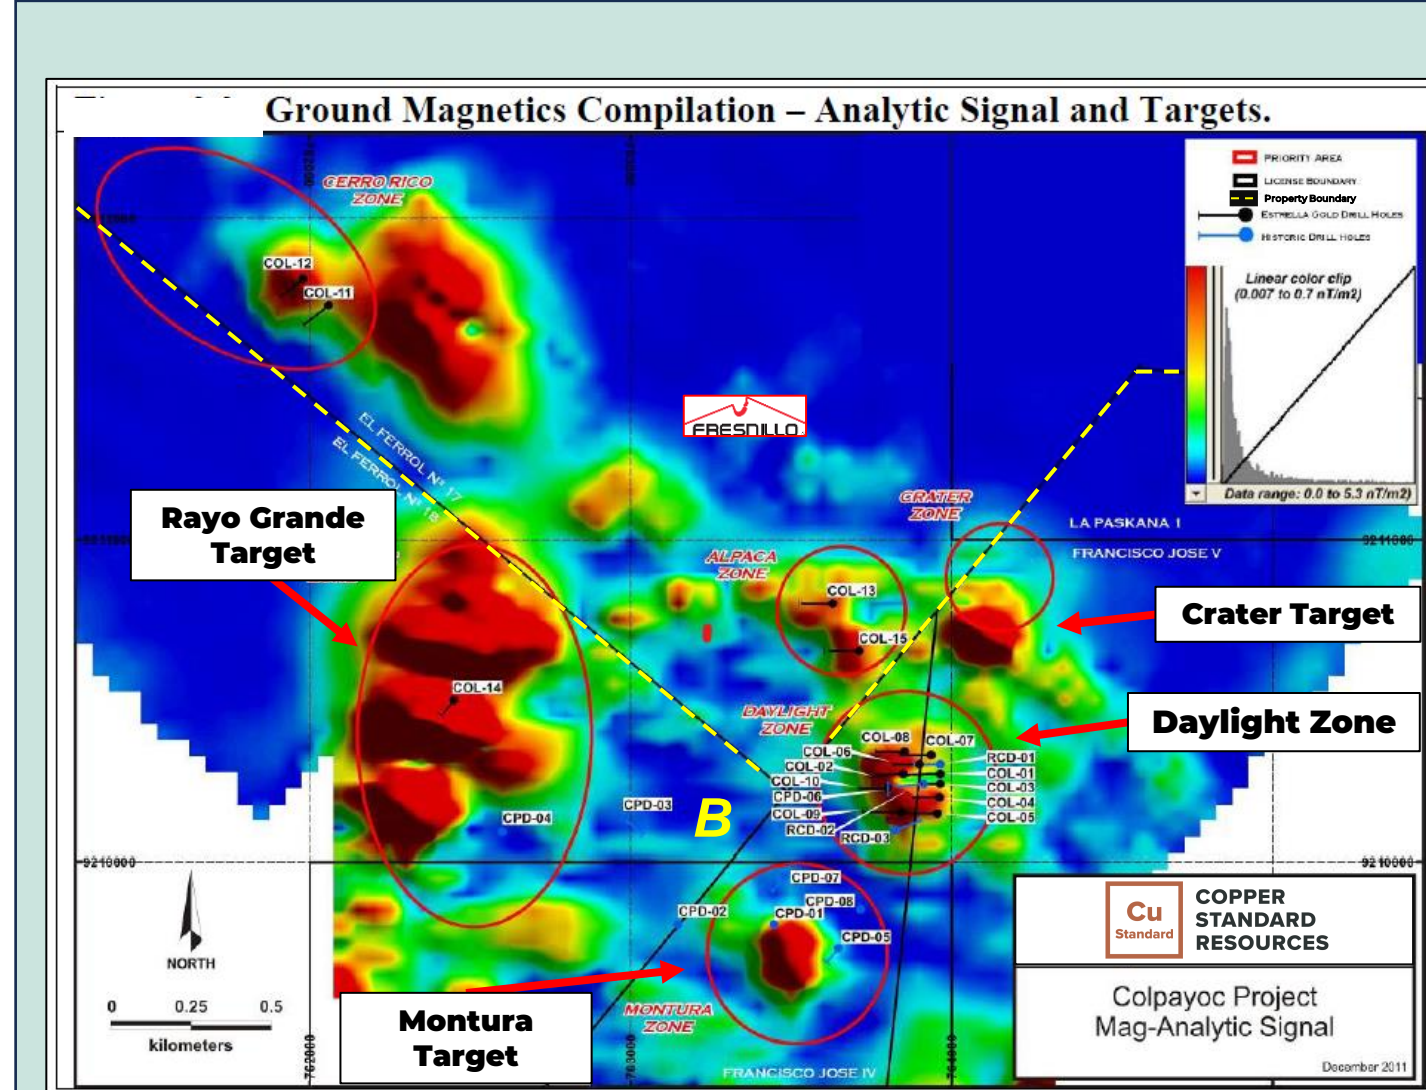 Ground Magnetics Compilation – Analytic Signal and Targets.
PRIORITY AREA
LICENSE BOUNDARY
Property Boundary
ESTRELLA GOLD DRILL HOLES
HISTORIC DRILL HOLES
Linear color clip
(0.007 to 0.7 nT/m2)
Data range: 0.0 to 5.3 nT/m2)
CERRO RICO
ZONE
COL-12
COL-11
FRESNILLO
EL FERROL Nº 17
EL FERROL Nº 18
Rayo Grande
Target
CRATER
ZONE
LA PASKANA 1
FRANCISCO JOSE V
9211000
ALPACA
ZONE
COL-13
COL-15
Crater Target
COL-14
DAYLIGHT
ZONE
Daylight Zone
COL-08
COL-07
COL-06
RCD-01
COL-02
COL-01
COL-10
COL-03
CPD-06
COL-04
COL-09
COL-05
RCD-02
RCD-03
CPD-03
CPD-04
B
9210000
9210000
CPD-07
CPD-08
CPD-02
CPD-01
CPD-05
NORTH
0 0.25 0.5
kilometers
762000
763000
764000
Montura
Target
MONTURA
ZONE
FRANCISCO JOSE IV
Cu
Standard
COPPER
STANDARD
RESOURCES
Colpayoc Project
Mag-Analytic Signal
December 2011